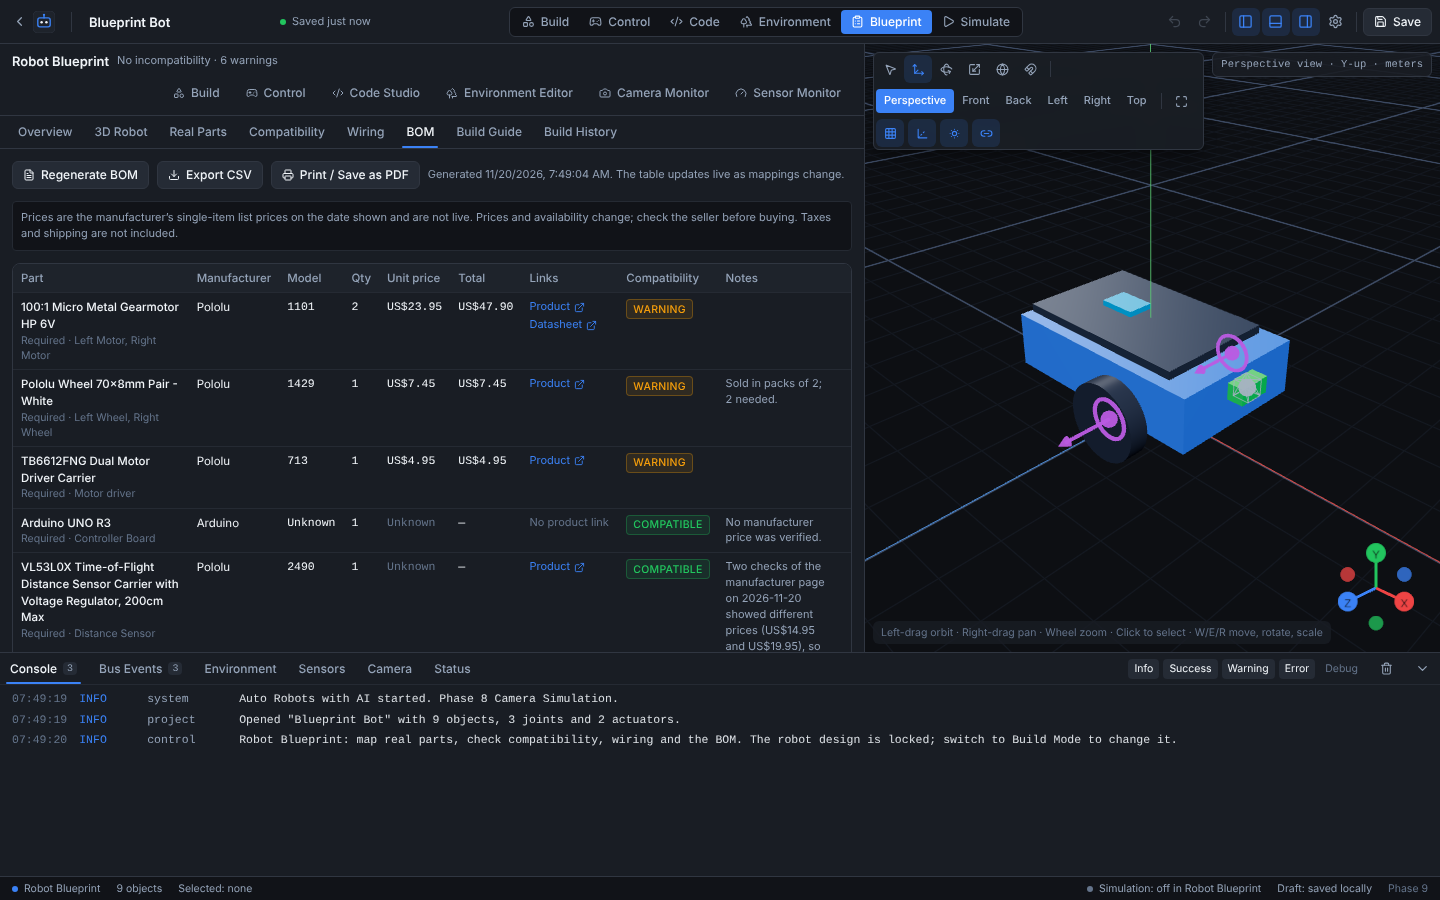 Blueprint Bot
Saved just now
Build
Control
Code
Environment
Blueprint
Simulate
Save
Robot Blueprint
No incompatibility · 6 warnings
Build
Control
Code Studio
Environment Editor
Camera Monitor
Sensor Monitor
Overview
3D Robot
Real Parts
Compatibility
Wiring
BOM
Build Guide
Build History
Regenerate BOM
Export CSV
Print / Save as PDF
Generated 11/20/2026, 7:49:04 AM. The table updates live as mappings change.
Prices are the manufacturer's single-item list prices on the date shown and are not live. Prices and availability change; check the seller before buying. Taxes
and shipping are not included.
Part Manufacturer Model Qty Unit price Total Links Compatibility Notes
100:1 Micro Metal Gearmotor
HP 6V
Required · Left Motor, Right
Motor
Pololu
1101
2
US$23.95
US$47.90
Product
Datasheet
WARNING
Pololu Wheel 70×8mm Pair -
White
Required · Left Wheel, Right
Wheel
Pololu
1429
1
US$7.45
US$7.45
Product
WARNING
Sold in packs of 2;
2 needed.
TB6612FNG Dual Motor
Driver Carrier
Required · Motor driver
Pololu
713
1
US$4.95
US$4.95
Product
WARNING
Arduino UNO R3
Required · Controller Board
Arduino
Unknown
1
Unknown
—
No product link
COMPATIBLE
No manufacturer
price was verified.
VL53L0X Time-of-Flight
Distance Sensor Carrier with
Voltage Regulator, 200cm
Max
Required · Distance Sensor
Pololu
2490
1
Unknown
—
Product
COMPATIBLE
Two checks of the
manufacturer page
on 2026-11-20
showed different
prices (US$14.95
and US$19.95), so
Perspective
Front
Back
Left
Right
Top
Perspective view · Y-up · meters
Y
Z
X
Left-drag orbit · Right-drag pan · Wheel zoom · Click to select · W/E/R move, rotate, scale
Console 3
Bus Events 3
Environment
Sensors
Camera
Status
Info
Success
Warning
Error
Debug
07:49:19 INFO system Auto Robots with AI started. Phase 8 Camera Simulation.
07:49:19 INFO project Opened "Blueprint Bot" with 9 objects, 3 joints and 2 actuators.
07:49:20 INFO control Robot Blueprint: map real parts, check compatibility, wiring and the BOM. The robot design is locked; switch to Build Mode to change it.
Robot Blueprint
9 objects
Selected: none
Simulation: off in Robot Blueprint
Draft: saved locally
Phase 9